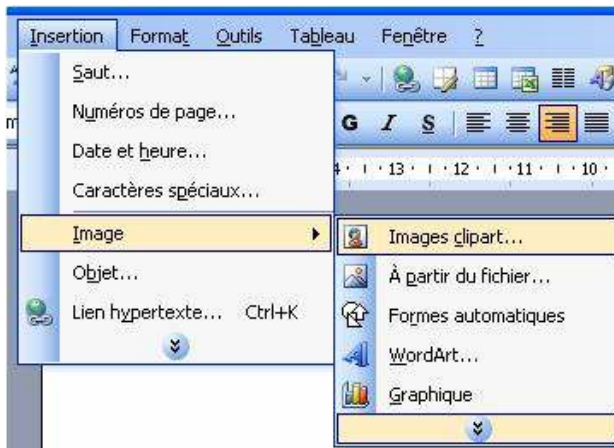 Insertion Format Outils Tableau Fenêtre ?
G I S
13 12 11 10
Saut...
Numéros de page...
Date et heure...
Caractères spéciaux...
Image
Objet...
Lien hypertexte... Ctrl+K
Images clipart...
À partir du fichier...
Formes automatiques
WordArt...
Graphique